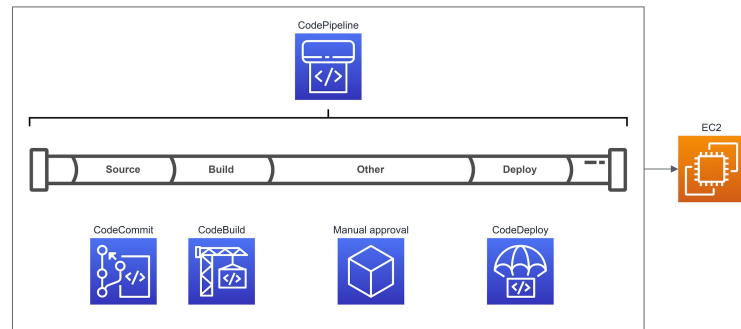 CodePipeline
</>
EC2
Source
Build
Other
Deploy
CodeCommit
CodeBuild
Manual approval
CodeDeploy
</>
</>
</>